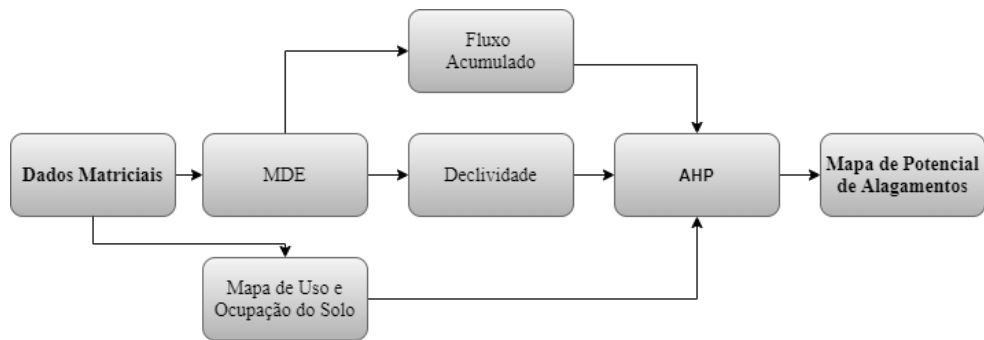 Fluxo
Acumulado
Dados Matriciais
MDE
Declividade
AHP
Mapa de Potencial
de Alagamentos
Mapa de Uso e
Ocupação do Solo